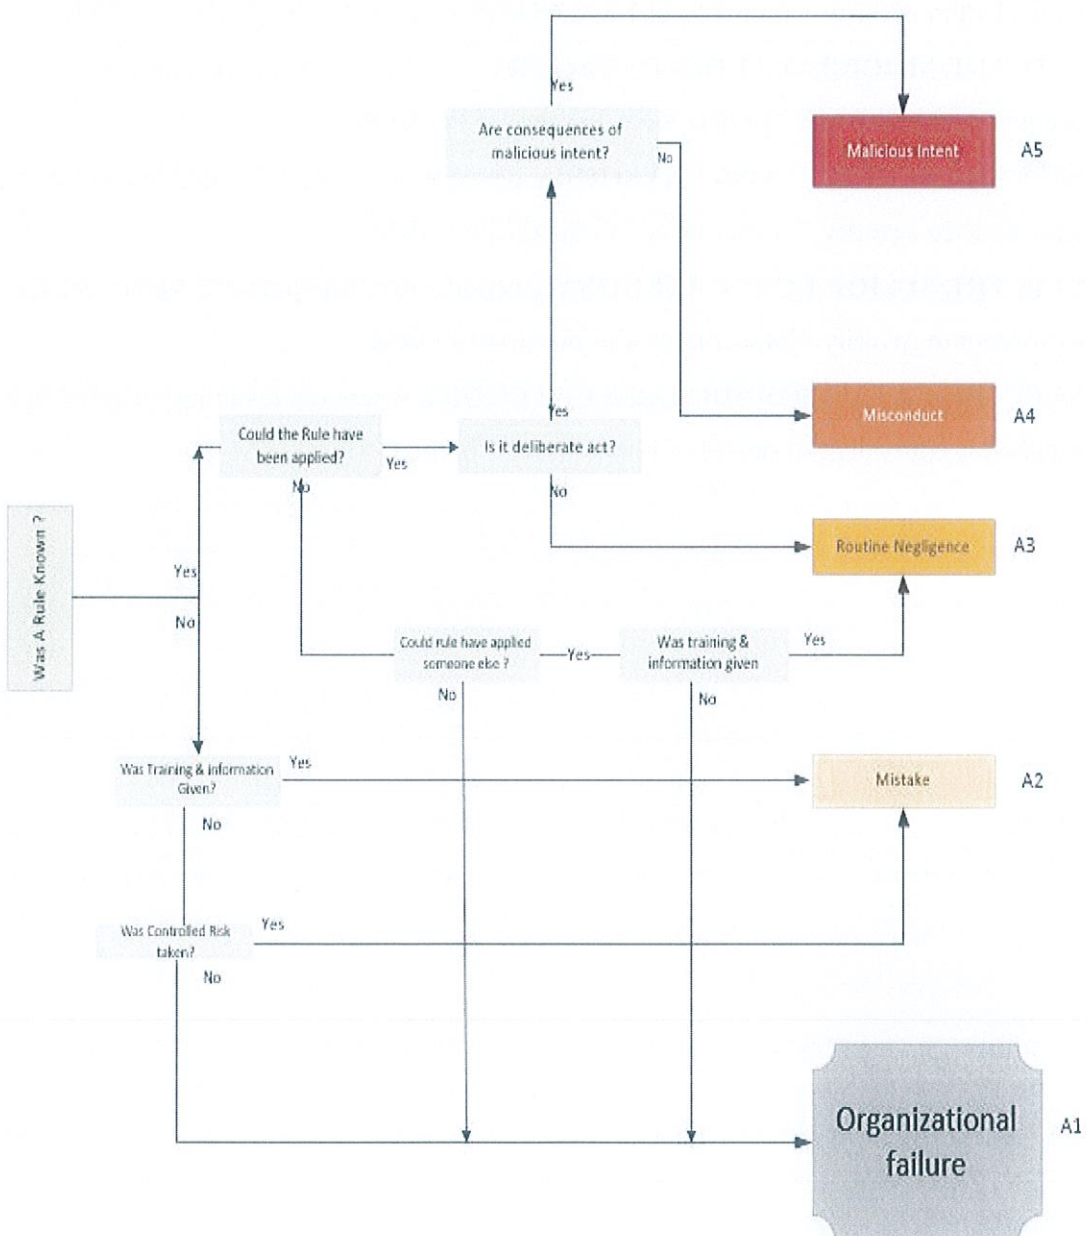 Yes
Are consequences of
malicious intent?
No
Malicious Intent
A5
Yes
Misconduct
A4
Could the Rule have
been applied?
Yes
No
Is it deliberate act?
No
Routine Negligence
A3
Was A Rule Known ?
Yes
No
Could rule have applied
someone else ?
Yes
No
Was training &
information given
Yes
No
Was Training & information
Given?
Yes
No
Mistake
A2
Was Controlled Risk
taken?
Yes
No
Organizational
failure
A1